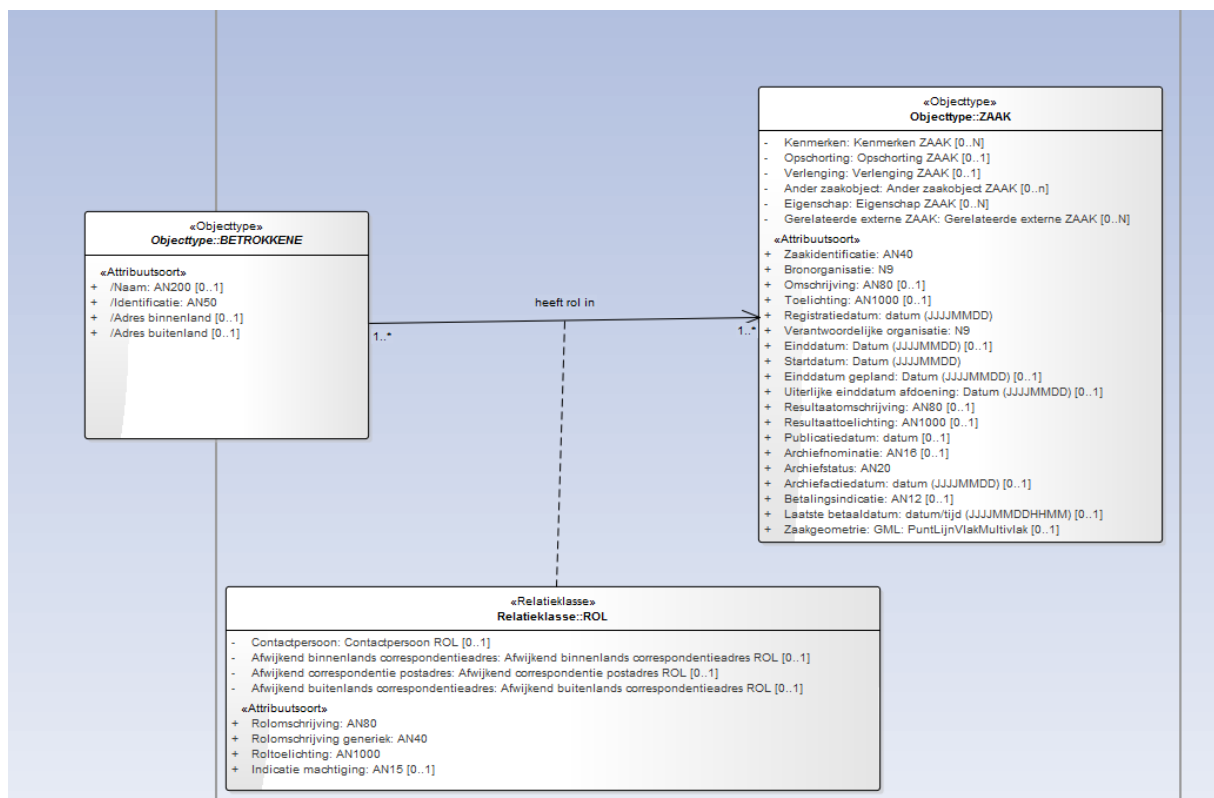 «Objecttype»
Objecttype::BETROKKENE
«Attribuutsoort»
+ /Naam: AN200 [0..1]
+ /Identificatie: AN50
+ /Adres binnenland [0..1]
+ /Adres buitenland [0..1]
heeft rol in
1..*
1..*
«Objecttype»
Objecttype::ZAAK
- Kenmerken: Kenmerken ZAAK [0..N]
- Opschorting: Opschorting ZAAK [0..1]
- Verlenging: Verlenging ZAAK [0..1]
- Ander zaakobject: Ander zaakobject ZAAK [0..n]
- Eigenschap: Eigenschap ZAAK [0..N]
- Gerelateerde externe ZAAK: Gerelateerde externe ZAAK [0..N]
«Attribuutsoort»
+ Zaakidentificatie: AN40
+ Bronorganisatie: N9
+ Omschrijving: AN80 [0..1]
+ Toelichting: AN1000 [0..1]
+ Registratiedatum: datum (JJJJMMDD)
+ Verantwoordelijke organisatie: N9
+ Einddatum: Datum (JJJJMMDD) [0..1]
+ Startdatum: Datum (JJJJMMDD)
+ Einddatum gepland: Datum (JJJJMMDD) [0..1]
+ Uiterlijke einddatum afdoening: Datum (JJJJMMDD) [0..1]
+ Resultaatomschrijving: AN80 [0..1]
+ Resultaattoelichting: AN1000 [0..1]
+ Publicatiedatum: datum [0..1]
+ Archiefnominatie: AN16 [0..1]
+ Archiefstatus: AN20
+ Archiefactiedatum: datum (JJJJMMDD) [0..1]
+ Betalingsindicatie: AN12 [0..1]
+ Laatste betaaldatum: datum/tijd (JJJJMMDDHHMM) [0..1]
+ Zaakgeometrie: GML: PuntLijnVlakMultivlak [0..1]
«Relatieklasse»
Relatieklasse::ROL
- Contactpersoon: Contactpersoon ROL [0..1]
- Afwijkend binnenlands correspondentieadres: Afwijkend binnenlands correspondentieadres ROL [0..1]
- Afwijkend correspondentie postadres: Afwijkend correspondentie postadres ROL [0..1]
- Afwijkend buitenlands correspondentieadres: Afwijkend buitenlands correspondentieadres ROL [0..1]
«Attribuutsoort»
+ Rolomschrijving: AN80
+ Rolomschrijving generiek: AN40
+ Roltoelichting: AN1000
+ Indicatie machtiging: AN15 [0..1]